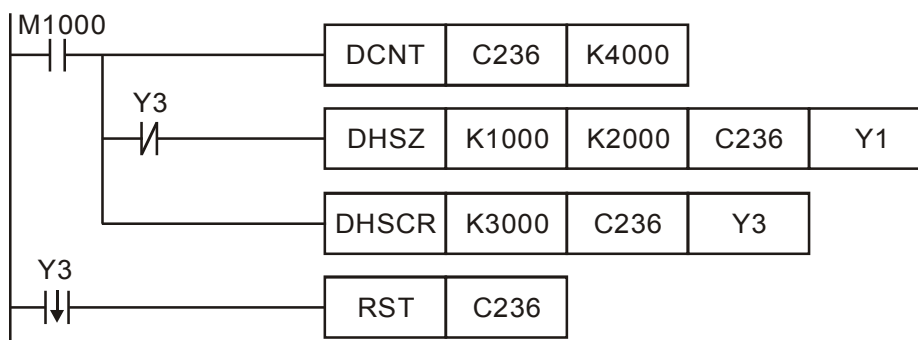 M1000
DCNT C236 K4000
Y3
DHSZ K1000 K2000 C236 Y1
DHSCR K3000 C236 Y3
Y3
RST C236